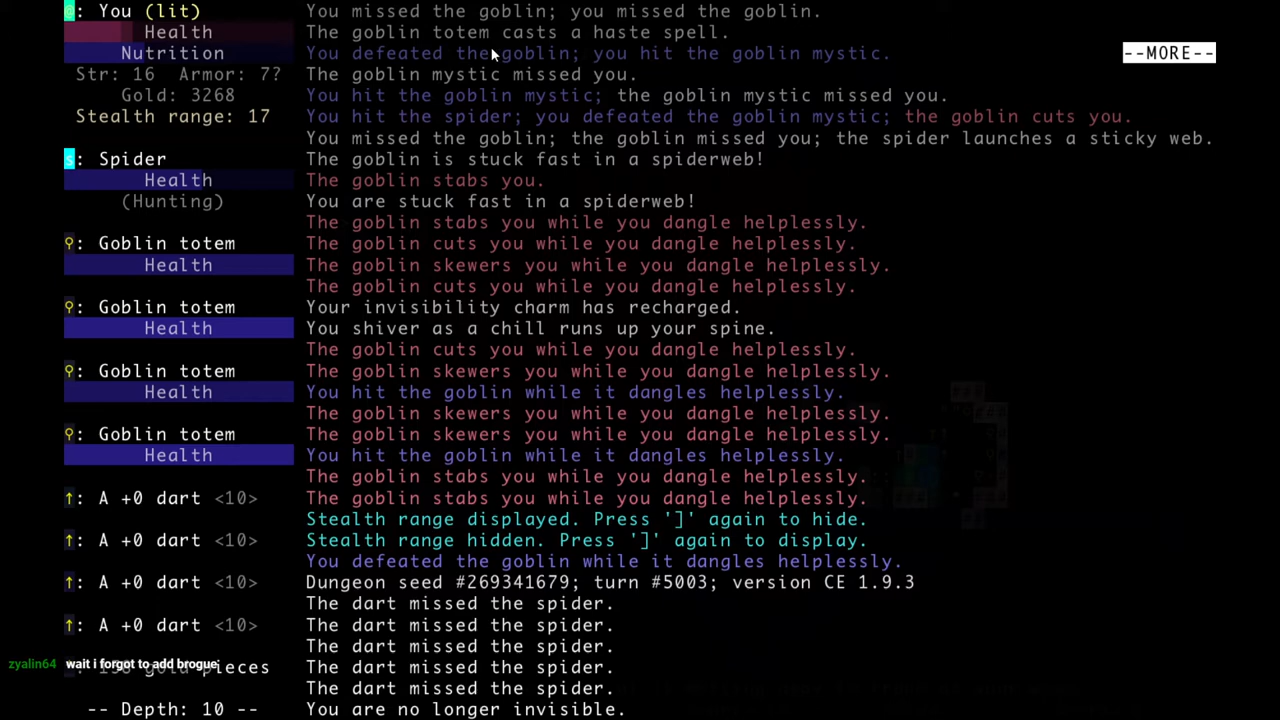 @: You (lit)
Health
Nutrition
Str: 16  Armor: 7?
Gold: 3268
Stealth range: 17
s: Spider
Health
(Hunting)
⚲: Goblin totem
Health
⚲: Goblin totem
Health
⚲: Goblin totem
Health
⚲: Goblin totem
Health
↑: A +0 dart <10>
↑: A +0 dart <10>
↑: A +0 dart <10>
↑: A +0 dart <10>
zyalin64 wait i forgot to add brogue
gold pieces
-- Depth: 10 --
You missed the goblin; you missed the goblin.
The goblin totem casts a haste spell.
You defeated the goblin; you hit the goblin mystic.
--MORE--
The goblin mystic missed you.
You hit the goblin mystic; the goblin mystic missed you.
You hit the spider; you defeated the goblin mystic; the goblin cuts you.
You missed the goblin; the goblin missed you; the spider launches a sticky web.
The goblin is stuck fast in a spiderweb!
The goblin stabs you.
You are stuck fast in a spiderweb!
The goblin stabs you while you dangle helplessly.
The goblin cuts you while you dangle helplessly.
The goblin skewers you while you dangle helplessly.
The goblin cuts you while you dangle helplessly.
Your invisibility charm has recharged.
You shiver as a chill runs up your spine.
The goblin cuts you while you dangle helplessly.
The goblin skewers you while you dangle helplessly.
You hit the goblin while it dangles helplessly.
The goblin skewers you while you dangle helplessly.
The goblin skewers you while you dangle helplessly.
You hit the goblin while it dangles helplessly.
The goblin stabs you while you dangle helplessly.
The goblin stabs you while you dangle helplessly.
Stealth range displayed. Press ']' again to hide.
Stealth range hidden. Press ']' again to display.
You defeated the goblin while it dangles helplessly.
Dungeon seed #269341679; turn #5003; version CE 1.9.3
The dart missed the spider.
The dart missed the spider.
The dart missed the spider.
The dart missed the spider.
The dart missed the spider.
You are no longer invisible.